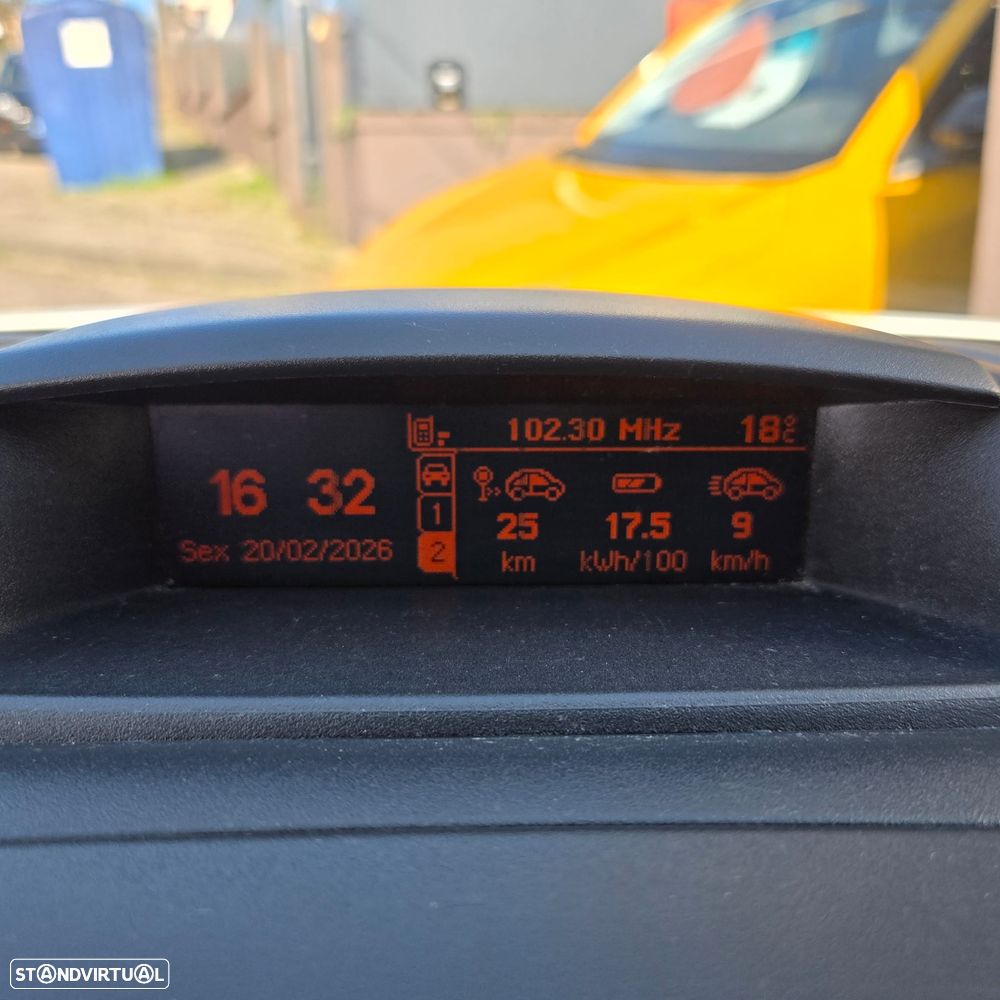 102.30 MHz 18°C
16 32
Sex 20/02/2026
1
2
25 17.5 9
km kWh/100 km/h
STANDVIRTUAL